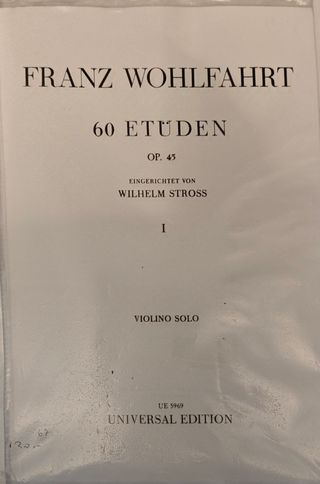 FRANZ WOHLFAHRT
60 ETÜDEN
OP. 45
EINGERICHTET VON
WILHELM STROSS
I
VIOLINO SOLO
UE 5969
UNIVERSAL EDITION